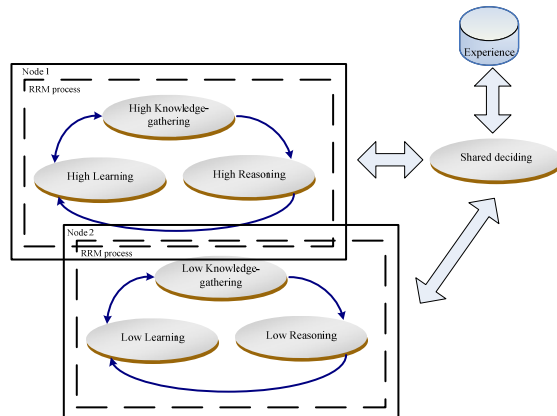 Experience
Node 1
RRM process
High Knowledge-
gathering
High Learning
High Reasoning
Shared deciding
Node 2
RRM process
Low Knowledge-
gathering
Low Learning
Low Reasoning